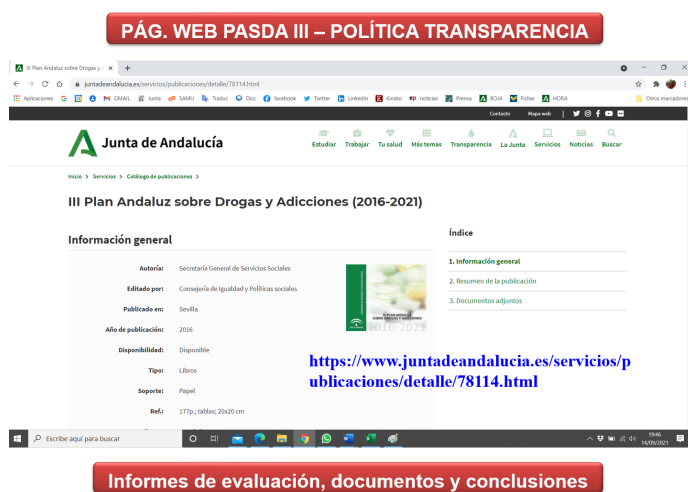 PÁG. WEB PASDA III – POLÍTICA TRANSPARENCIA
III Plan Andaluz sobre Drogas y A
juntadeandalucia.es/servicios/publicaciones/detalle/78114.html
Aplicaciones GMAIL Junta SAMU Traduc Dicc facebook Twitter Linkedin Kiosko noticias Prensa BOJA Fichar HORA Otros marcadores
Contacto Mapa web
Junta de Andalucía
Estudiar Trabajar Tu salud Más temas Transparencia La Junta Servicios Noticias Buscar
Inicio > Servicios > Catálogo de publicaciones >
III Plan Andaluz sobre Drogas y Adicciones (2016-2021)
Información general
Autoría: Secretaría General de Servicios Sociales
Editado por: Consejería de Igualdad y Políticas sociales
Publicado en: Sevilla
Año de publicación: 2016
Disponibilidad: Disponible
Tipo: Libros
Soporte: Papel
Ref.: 177p.; tablas; 20x20 cm
III PLAN ANDALUZ
SOBRE DROGAS Y ADICCIONES
2016-2021
Índice
1. Información general
2. Resumen de la publicación
3. Documentos adjuntos
https://www.juntadeandalucia.es/servicios/p
ublicaciones/detalle/78114.html
Escribe aquí para buscar
19:46
14/09/2021
Informes de evaluación, documentos y conclusiones